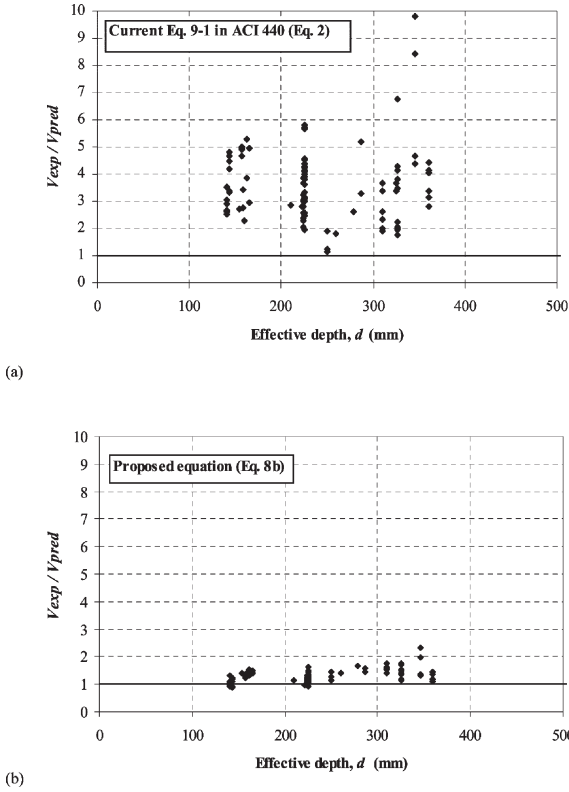 10
Current Eq. 9-1 in ACI 440 (Eq. 2)
9
8
7
6
5
4
3
2
1
0
Vexp / Vpred
0 100 200 300 400 500
Effective depth, d (mm)
(a)
10
9
Proposed equation (Eq. 8b)
8
7
6
5
4
3
2
1
0
Vexp / Vpred
0 100 200 300 400 500
Effective depth, d (mm)
(b)